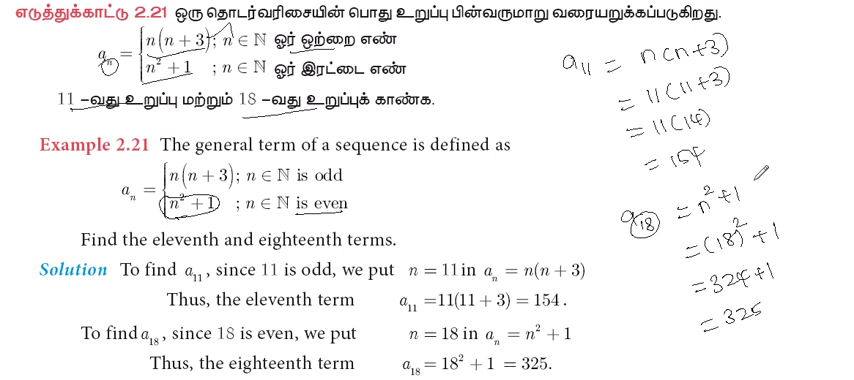 எடுத்துக்காட்டு 2.21 ஒரு தொடர்வரிசையின் பொது உறுப்பு பின்வருமாறு வரையறுக்கப்படுகிறது.
aₙ = { n(n + 3); n ∈ ℕ ஓர் ஒற்றை எண்
n² + 1 ; n ∈ ℕ ஓர் இரட்டை எண்
11 –வது உறுப்பு மற்றும் 18 –வது உறுப்புக் காண்க.
Example 2.21 The general term of a sequence is defined as
aₙ = { n(n + 3); n ∈ ℕ is odd
n² + 1 ; n ∈ ℕ is even
Find the eleventh and eighteenth terms.
Solution To find a₁₁, since 11 is odd, we put n = 11 in aₙ = n(n + 3)
Thus, the eleventh term a₁₁ = 11(11 + 3) = 154.
To find a₁₈, since 18 is even, we put n = 18 in aₙ = n² + 1
Thus, the eighteenth term a₁₈ = 18² + 1 = 325.
a₁₁ = n(n+3)
= 11(11+3)
= 11(14)
= 154
a₁₈ = n²+1
= (18)²+1
= 324+1
= 325